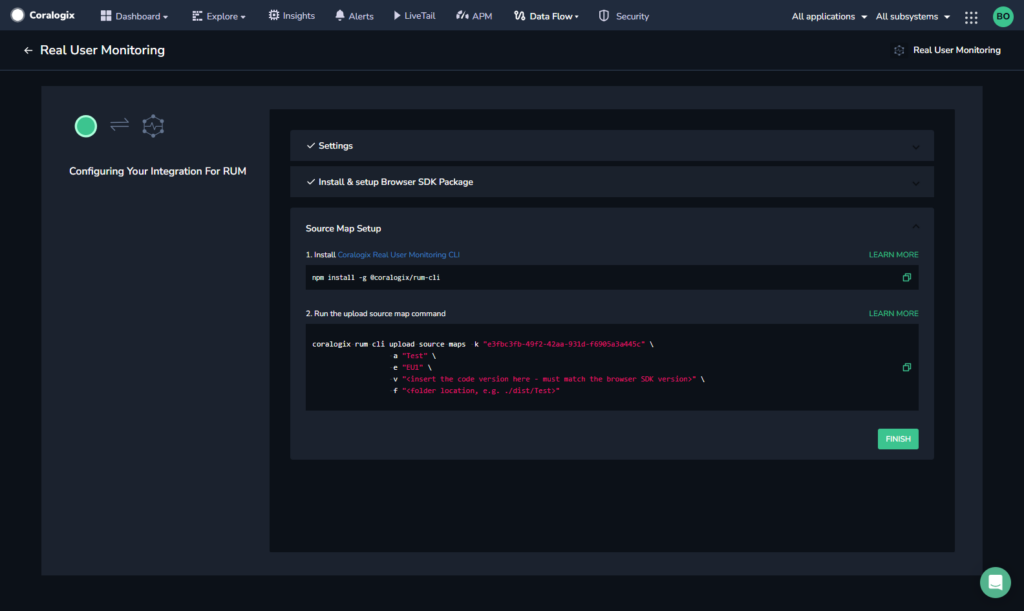 Coralogix Dashboard Explore Insights Alerts LiveTail APM Data Flow Security All applications All subsystems BO
Real User Monitoring Real User Monitoring
Configuring Your Integration For RUM
Settings
Install & setup Browser SDK Package
Source Map Setup
1. Install Coralogix Real User Monitoring CLI LEARN MORE
npm install -g @coralogix/rum-cli
2. Run the upload source map command LEARN MORE
coralogix rum cli upload source maps -k "e3fbc3fb-49f2-42aa-931d-f6905a3a445c" \
-a "Test" \
-e "EU1" \
-v "<insert the code version here - must match the browser SDK version>" \
-f "<folder location, e.g. ./dist/Test>"
FINISH